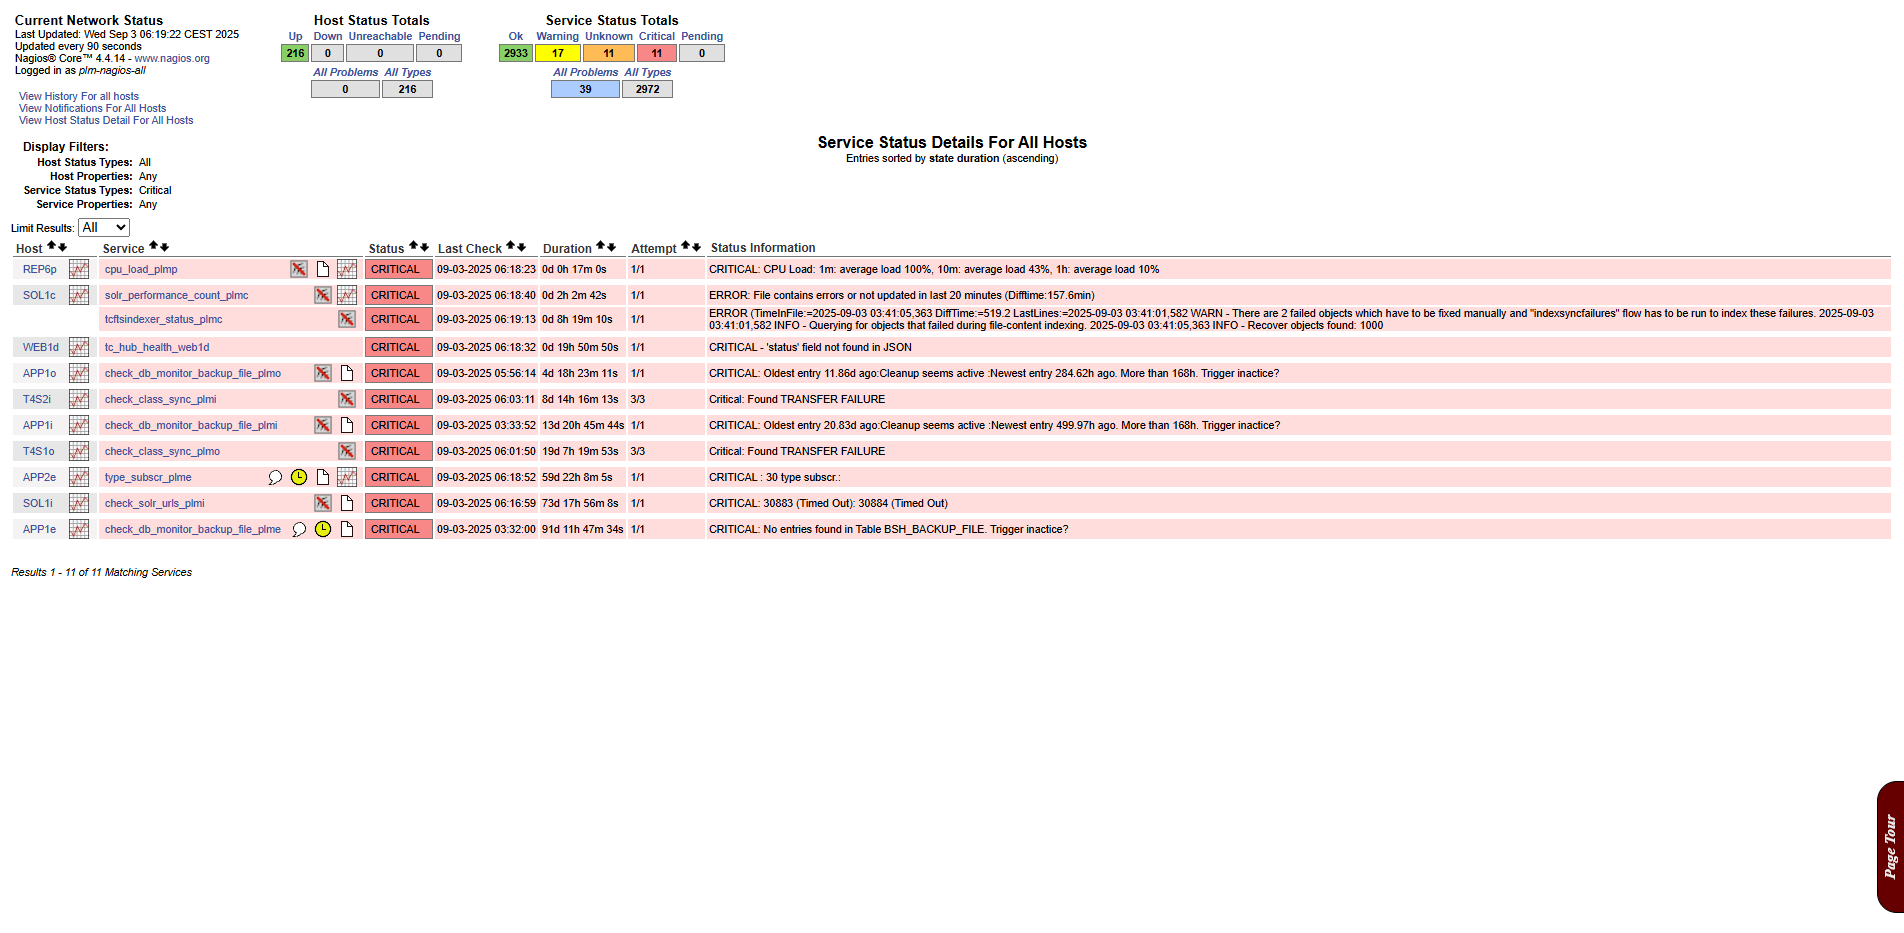 Current Network Status
Last Updated: Wed Sep 3 06:19:22 CEST 2025
Updated every 90 seconds
Nagios® Core™ 4.4.14 - www.nagios.org
Logged in as plm-nagios-all
View History For all hosts
View Notifications For All Hosts
View Host Status Detail For All Hosts
Host Status Totals
Up Down Unreachable Pending
216 0 0 0
All Problems All Types
0 216
Service Status Totals
Ok Warning Unknown Critical Pending
2933 17 11 11 0
All Problems All Types
39 2972
Display Filters:
Host Status Types: All
Host Properties: Any
Service Status Types: Critical
Service Properties: Any
Service Status Details For All Hosts
Entries sorted by state duration (ascending)
Limit Results: All
Host Service Status Last Check Duration Attempt Status Information
REP6p cpu_load_plmp CRITICAL 09-03-2025 06:18:23 0d 0h 17m 0s 1/1 CRITICAL: CPU Load: 1m: average load 100%, 10m: average load 43%, 1h: average load 10%
SOL1c solr_performance_count_plmc CRITICAL 09-03-2025 06:18:40 0d 2h 2m 42s 1/1 ERROR: File contains errors or not updated in last 20 minutes (Difftime:157.6min)
tcftsindexer_status_plmc CRITICAL 09-03-2025 06:19:13 0d 8h 19m 10s 1/1 ERROR (TimeInFile:=2025-09-03 03:41:05,363 DiffTime:=519.2 LastLines:=2025-09-03 03:41:01,582 WARN - There are 2 failed objects which have to be fixed manually and "indexsyncfailures" flow has to be run to index these failures. 2025-09-03
03:41:01,582 INFO - Querying for objects that failed during file-content indexing. 2025-09-03 03:41:05,363 INFO - Recover objects found: 1000
WEB1d tc_hub_health_web1d CRITICAL 09-03-2025 06:18:32 0d 19h 50m 50s 1/1 CRITICAL - 'status' field not found in JSON
APP1o check_db_monitor_backup_file_plmo CRITICAL 09-03-2025 05:56:14 4d 18h 23m 11s 1/1 CRITICAL: Oldest entry 11.86d ago:Cleanup seems active :Newest entry 284.62h ago. More than 168h. Trigger inactice?
T4S2i check_class_sync_plmi CRITICAL 09-03-2025 06:03:11 8d 14h 16m 13s 3/3 Critical: Found TRANSFER FAILURE
APP1i check_db_monitor_backup_file_plmi CRITICAL 09-03-2025 03:33:52 13d 20h 45m 44s 1/1 CRITICAL: Oldest entry 20.83d ago:Cleanup seems active :Newest entry 499.97h ago. More than 168h. Trigger inactice?
T4S1o check_class_sync_plmo CRITICAL 09-03-2025 06:01:50 19d 7h 19m 53s 3/3 Critical: Found TRANSFER FAILURE
APP2e type_subscr_plme CRITICAL 09-03-2025 06:18:52 59d 22h 8m 5s 1/1 CRITICAL : 30 type subscr.:
SOL1i check_solr_urls_plmi CRITICAL 09-03-2025 06:16:59 73d 17h 56m 8s 1/1 CRITICAL: 30883 (Timed Out): 30884 (Timed Out)
APP1e check_db_monitor_backup_file_plme CRITICAL 09-03-2025 03:32:00 91d 11h 47m 34s 1/1 CRITICAL: No entries found in Table BSH_BACKUP_FILE. Trigger inactice?
Results 1 - 11 of 11 Matching Services
Page Tour